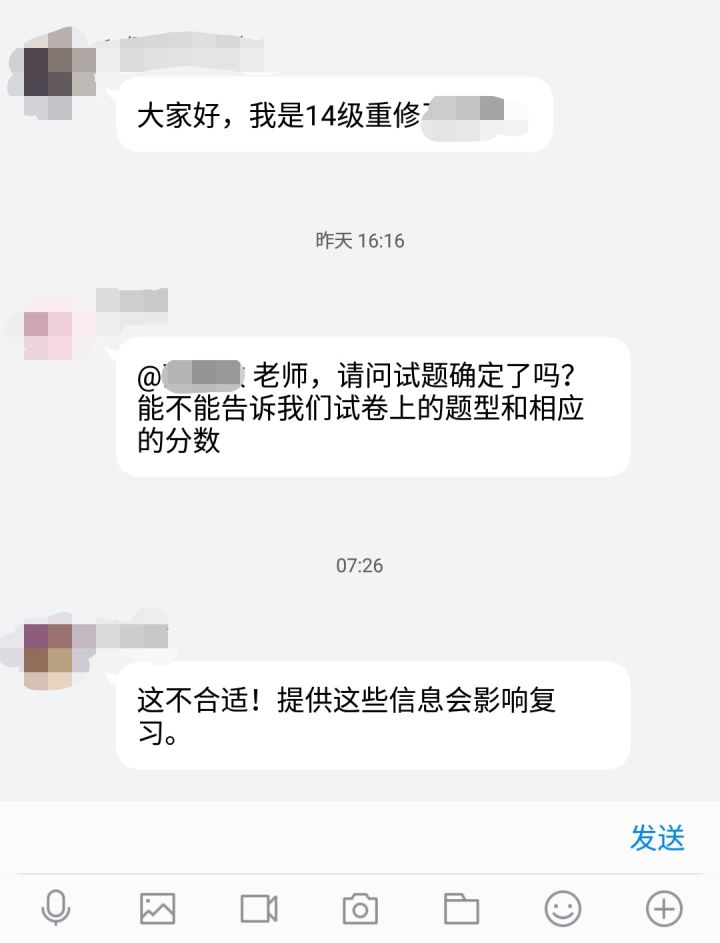 大家好，我是14级重修
昨天 16:16
@ 老师，请问试题确定了吗？
能不能告诉我们试卷上的题型和相应
的分数
07:26
这不合适！提供这些信息会影响复
习。
发送